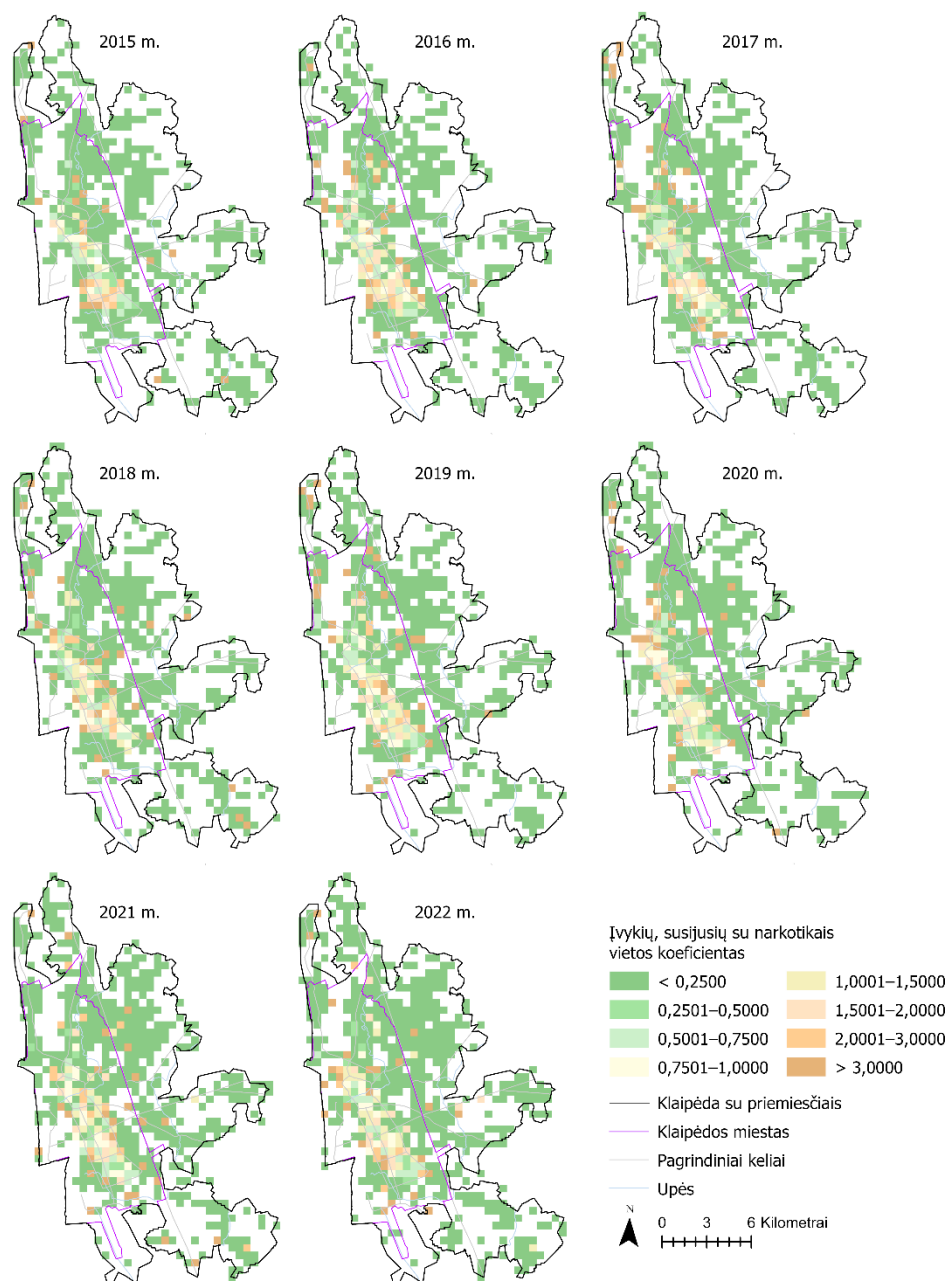 2015 m.
2016 m.
2017 m.
2018 m.
2019 m.
2020 m.
2021 m.
2022 m.
Įvykių, susijusių su narkotikais
vietos koeficientas
< 0,2500
0,2501–0,5000
0,5001–0,7500
0,7501–1,0000
1,0001–1,5000
1,5001–2,0000
2,0001–3,0000
> 3,0000
Klaipėda su priemiesčiais
Klaipėdos miestas
Pagrindiniai keliai
Upės
N
0 3 6 Kilometrai